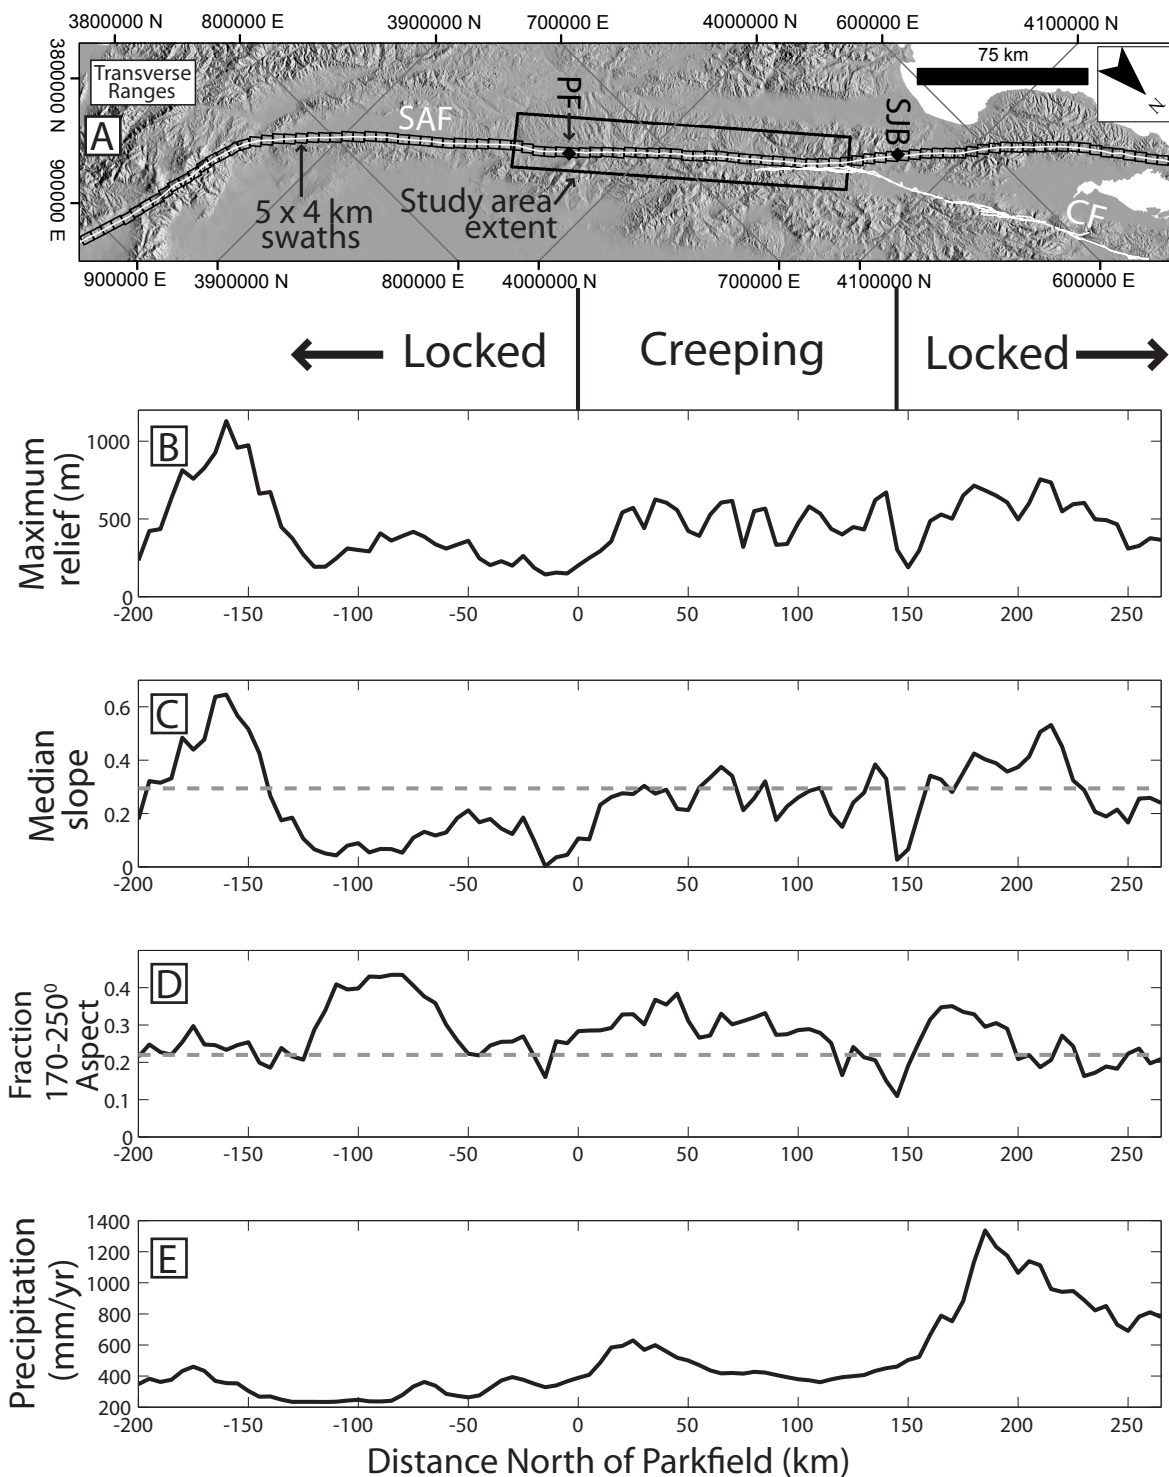 3800000 N 800000 E 3900000 N 700000 E 4000000 N 600000 E 4100000 N
3800000 N
900000 E
Transverse
Ranges
A
SAF
PF
SJB
75 km
N
5 x 4 km
swaths
Study area
extent
CF
900000 E 3900000 N 800000 E 4000000 N 700000 E 4100000 N 600000 E
Locked Creeping Locked
B
Maximum
relief (m)
1000
500
0
-200 -150 -100 -50 0 50 100 150 200 250
C
Median
slope
0.6
0.4
0.2
0
-200 -150 -100 -50 0 50 100 150 200 250
D
Fraction
170-250⁰
Aspect
0.4
0.3
0.2
0.1
0
-200 -150 -100 -50 0 50 100 150 200 250
E
Precipitation
(mm/yr)
1400
1200
1000
800
600
400
200
-200 -150 -100 -50 0 50 100 150 200 250
Distance North of Parkfield (km)